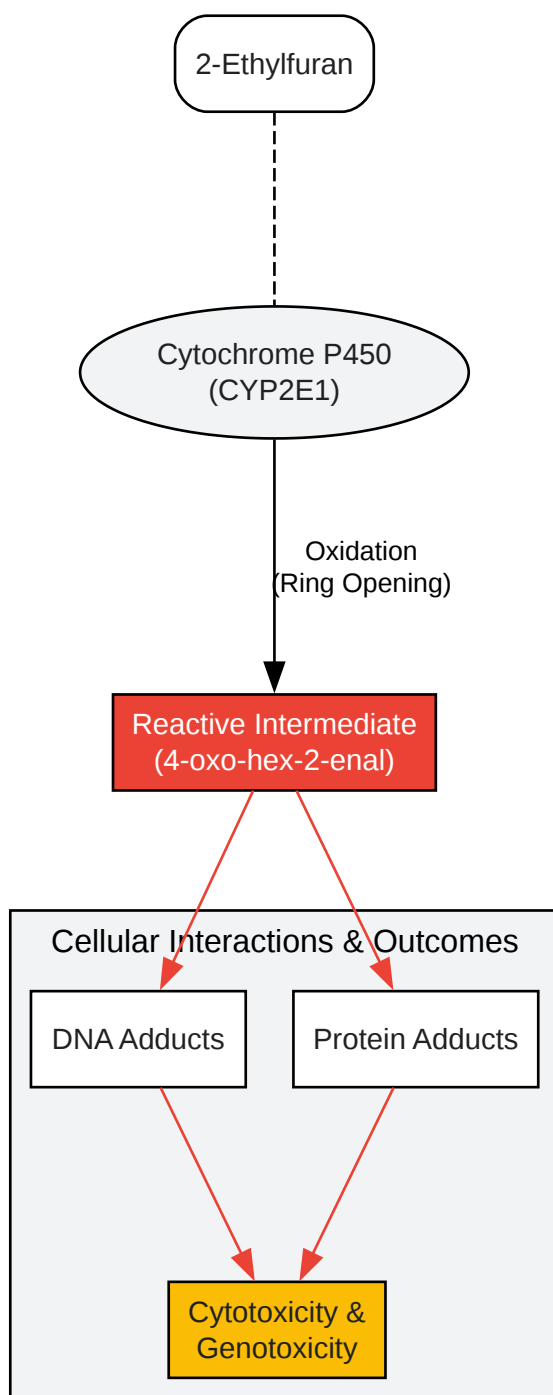 2-Ethylfuran
Cytochrome P450
(CYP2E1)
Oxidation
(Ring Opening)
Reactive Intermediate
(4-oxo-hex-2-enal)
Cellular Interactions & Outcomes
DNA Adducts
Protein Adducts
Cytotoxicity &
Genotoxicity